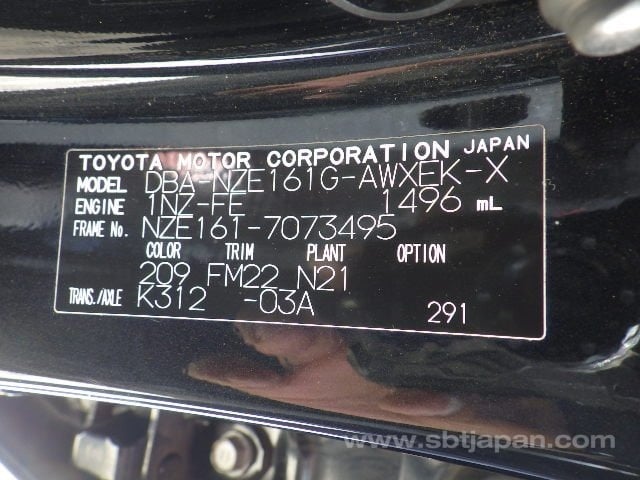 TOYOTA MOTOR CORPORATION JAPAN
MODEL DBA-NZE161G-AWXEK-X
ENGINE 1NZ-FE 1496 mL
FRAME No. NZE161-7073495
COLOR TRIM PLANT OPTION
209 FM22 N21
TRANS./AXLE K312 -03A 291
www.sbtjapan.com